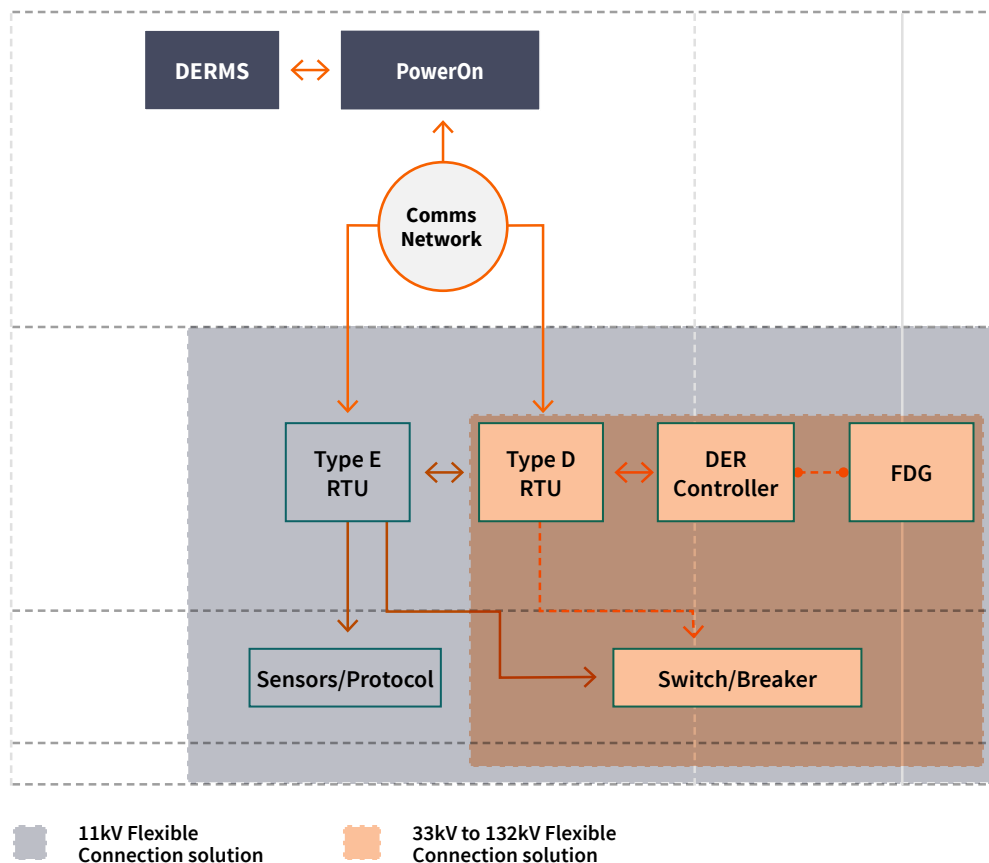 DERMS
PowerOn
Comms
Network
Type E
RTU
Type D
RTU
DER
Controller
FDG
Sensors/Protocol
Switch/Breaker
11kV Flexible
Connection solution
33kV to 132kV Flexible
Connection solution